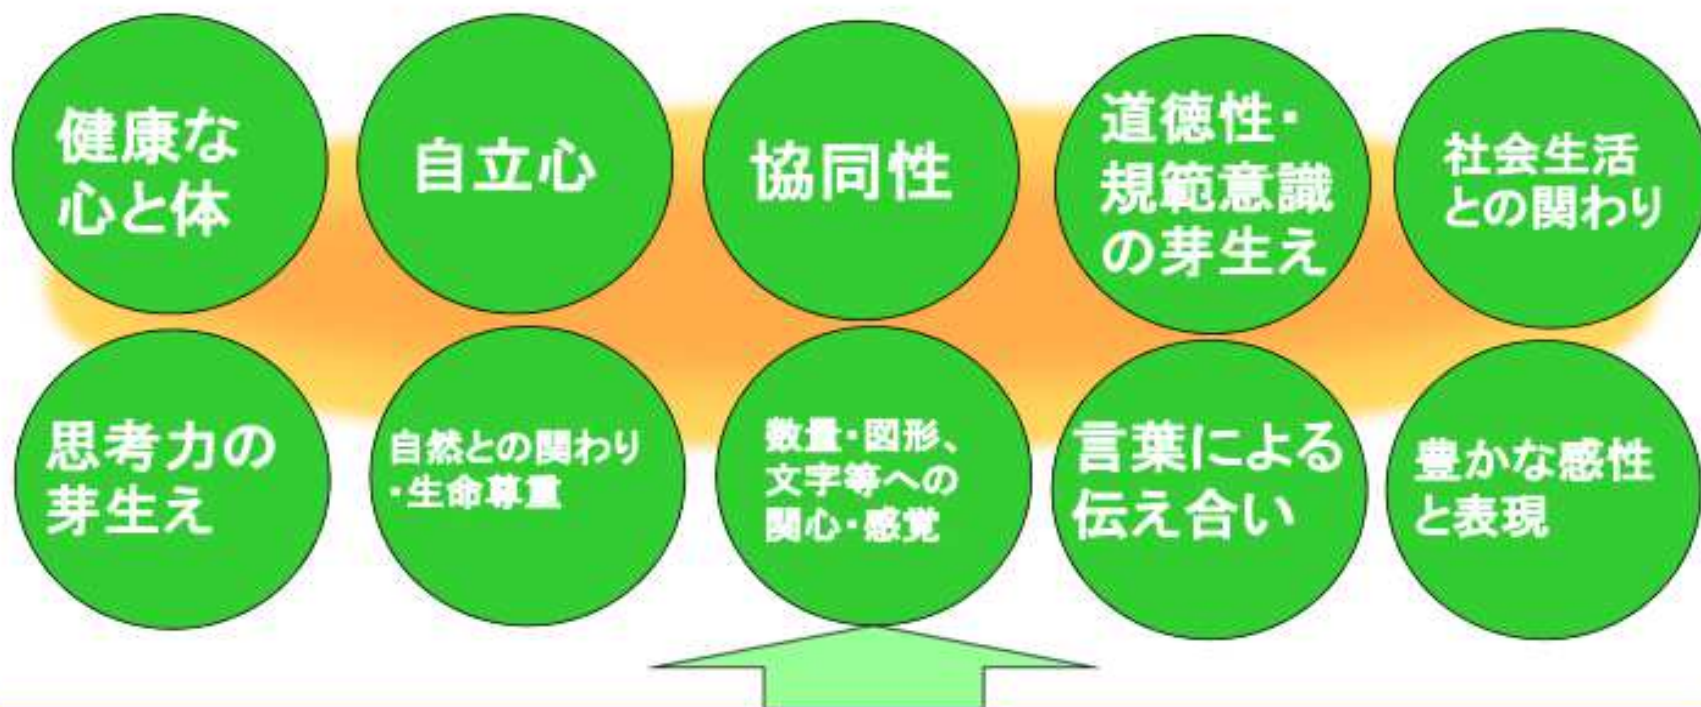 健康な
心と体
自立心
協同性
道徳性・
規範意識
の芽生え
社会生活
との関わり
思考力の
芽生え
自然との関わり
・生命尊重
数量・図形、
文字等への
関心・感覚
言葉による
伝え合い
豊かな感性
と表現